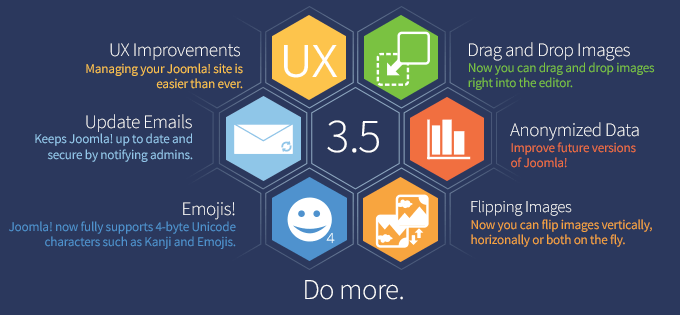 UX Improvements
Managing your Joomla! site is
easier than ever.
UX
Drag and Drop Images
Now you can drag and drop images
right into the editor.
Update Emails
Keeps Joomla! up to date and
secure by notifying admins.
3.5
Anonymized Data
Improve future versions
of Joomla!
Emojis!
Joomla! now fully supports 4-byte Unicode
characters such as Kanji and Emojis.
4
Flipping Images
Now you can flip images vertically,
horizonally or both on the fly.
Do more.